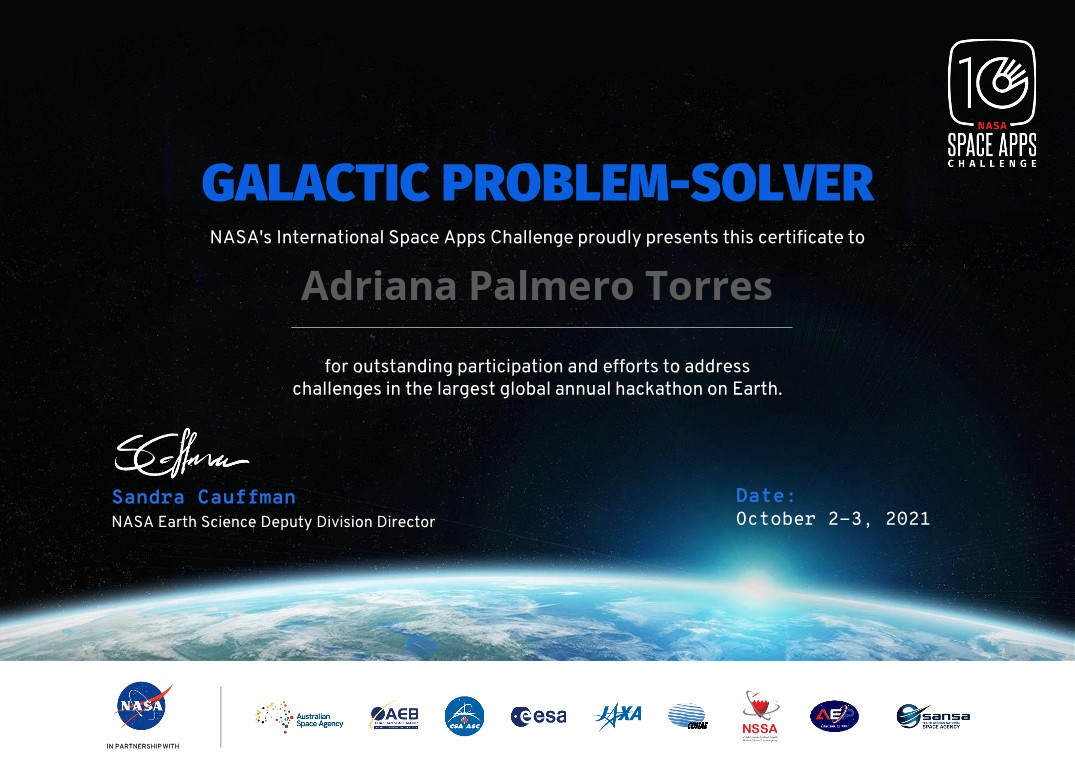 10
NASA
SPACE APPS
CHALLENGE
GALACTIC PROBLEM-SOLVER
NASA's International Space Apps Challenge proudly presents this certificate to
Adriana Palmero Torres
for outstanding participation and efforts to address
challenges in the largest global annual hackathon on Earth.
Sandra Cauffman
NASA Earth Science Deputy Division Director
Date:
October 2-3, 2021
NASA
IN PARTNERSHIP WITH
Australian
Space Agency
AEB
CSA ASC
esa
JAXA
CONAE
NSSA
AEP
sansa
SPACE AGENCY